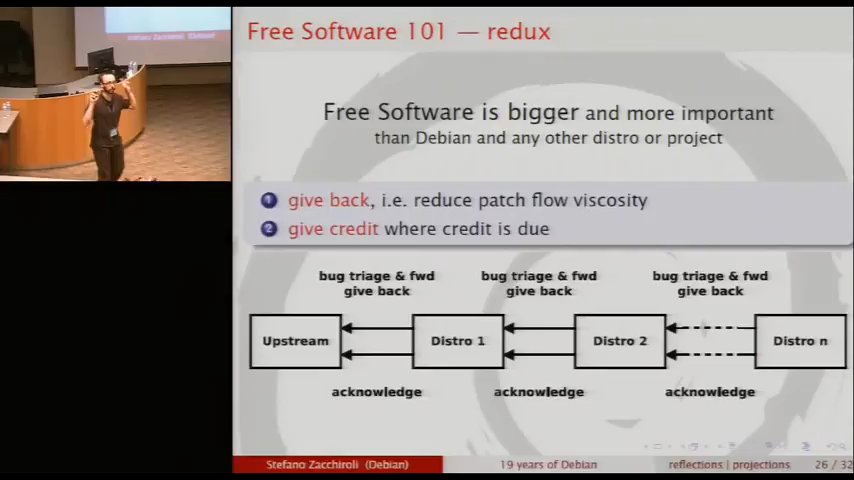 Free Software 101 — redux
Free Software is bigger and more important
than Debian and any other distro or project
1 give back, i.e. reduce patch flow viscosity
2 give credit where credit is due
bug triage & fwd bug triage & fwd bug triage & fwd
give back give back give back
Upstream Distro 1 Distro 2 Distro n
acknowledge acknowledge acknowledge
Stefano Zacchiroli (Debian) 19 years of Debian reflections | projections 26 / 32